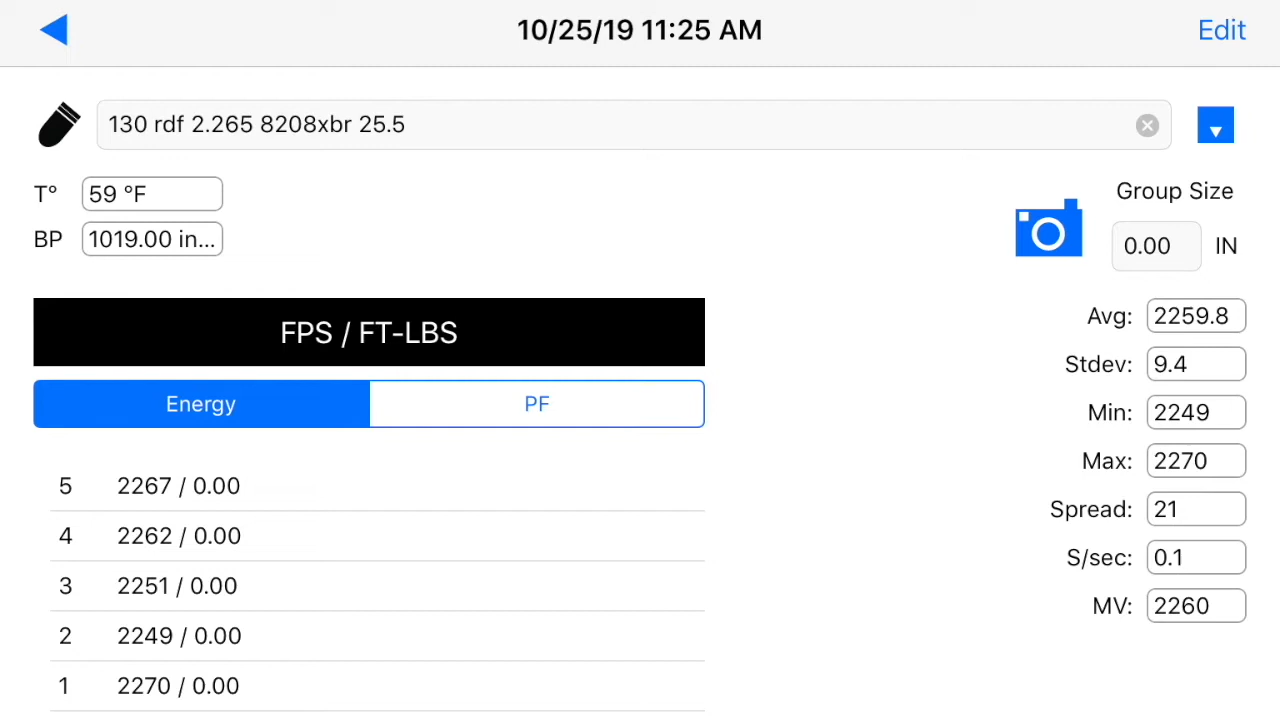 10/25/19 11:25 AM
Edit
130 rdf 2.265 8208xbr 25.5
T° 59 °F
BP 1019.00 in...
Group Size
0.00 IN
FPS / FT-LBS
Energy PF
5 2267 / 0.00
4 2262 / 0.00
3 2251 / 0.00
2 2249 / 0.00
1 2270 / 0.00
Avg: 2259.8
Stdev: 9.4
Min: 2249
Max: 2270
Spread: 21
S/sec: 0.1
MV: 2260